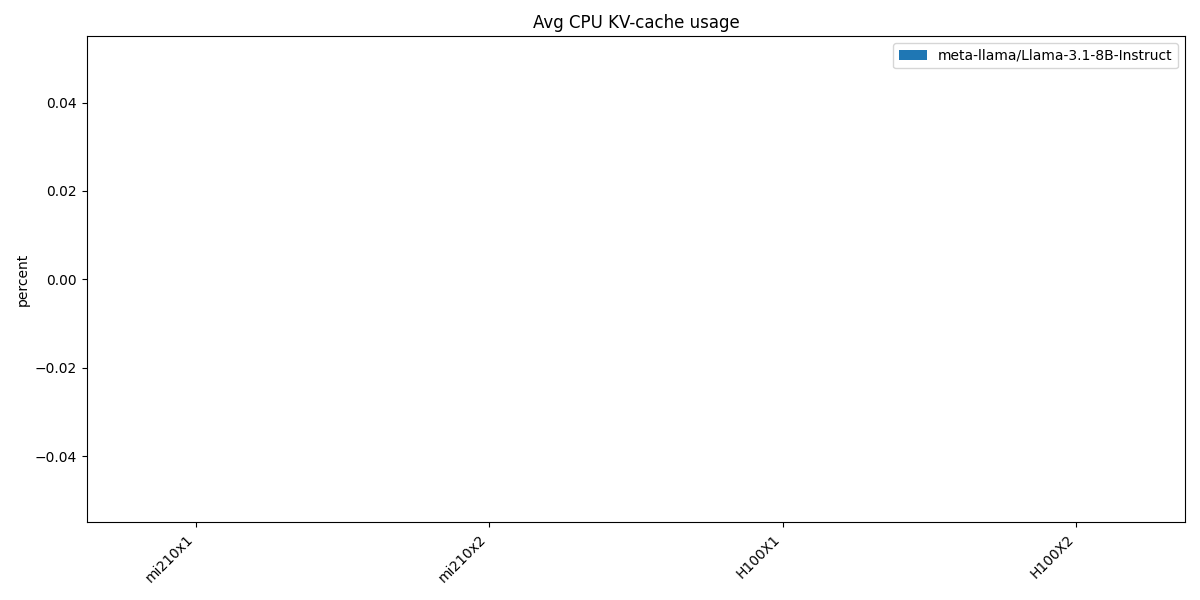 Avg CPU KV-cache usage
meta-llama/Llama-3.1-8B-Instruct
percent
0.04
0.02
0.00
−0.02
−0.04
mi210x1
mi210x2
H100X1
H100X2